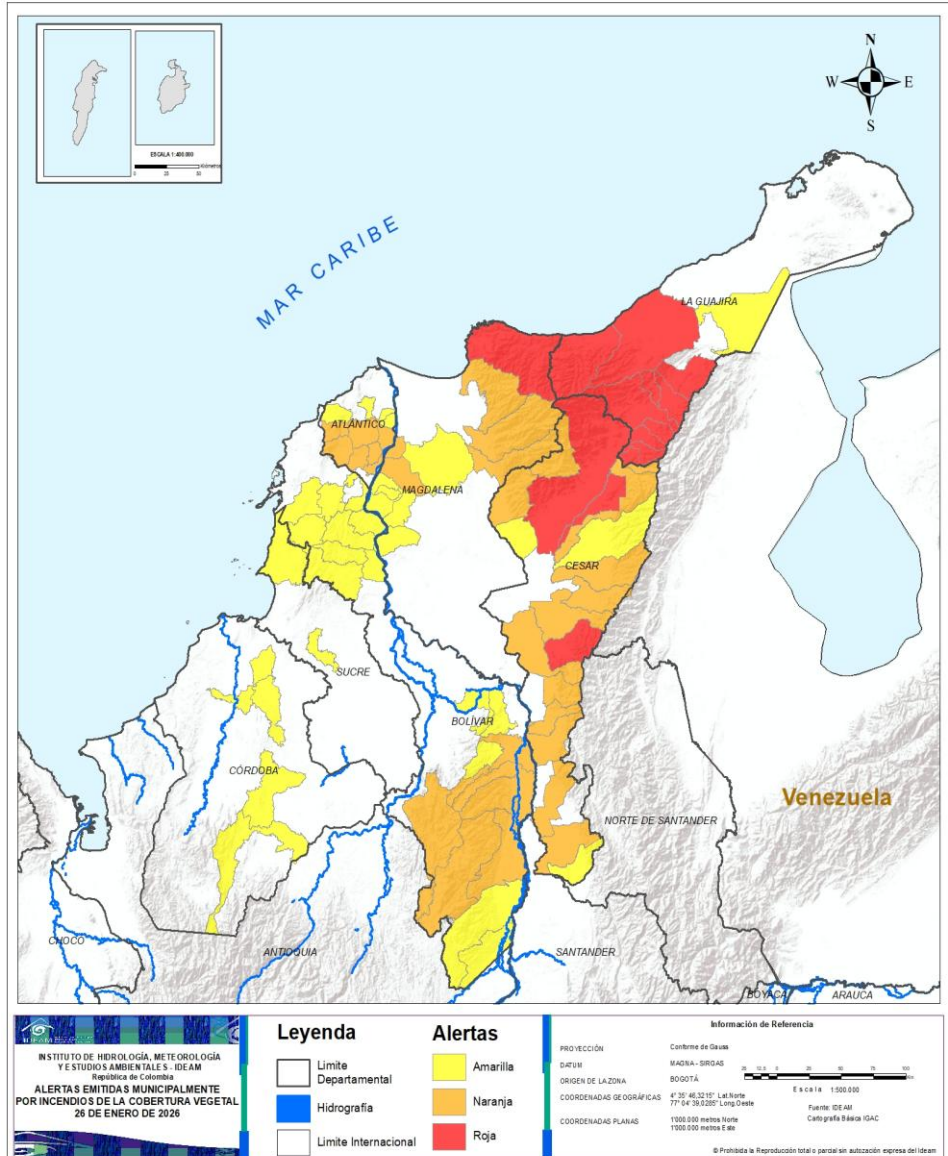 ESCALA 1:400.000
N
W E
S
MAR CARIBE
LA GUAJIRA
ATLÁNTICO
MAGDALENA
CESAR
SUCRE
BOLÍVAR
CÓRDOBA
Venezuela
NORTE DE SANTANDER
CHOCÓ
ANTIOQUIA
SANTANDER
BOYACÁ
ARAUCA
IDEAM
INSTITUTO DE HIDROLOGÍA, METEOROLOGÍA
Y ESTUDIOS AMBIENTALES - IDEAM
República de Colombia
ALERTAS EMITIDAS MUNICIPALMENTE
POR INCENDIOS DE LA COBERTURA VEGETAL
26 DE ENERO DE 2026
Leyenda
Limite
Departamental
Hidrografía
Limite Internacional
Alertas
Amarilla
Naranja
Roja
Información de Referencia
PROYECCIÓN Conforme de Gauss
DATUM MAGNA - SIRGAS
ORIGEN DE LA ZONA BOGOTÁ
COORDENADAS GEOGRÁFICAS 4° 35' 46,3215" Lat.Norte
77° 04' 39,0285" Long.Oeste
COORDENADAS PLANAS 1'000.000 metros Norte
1'000.000 metros Este
Escala 1:500.000
Fuente: IDEAM
Cartografía Básica IGAC
© Prohibida la Reproducción total o parcial sin autozación expresa del Ideam